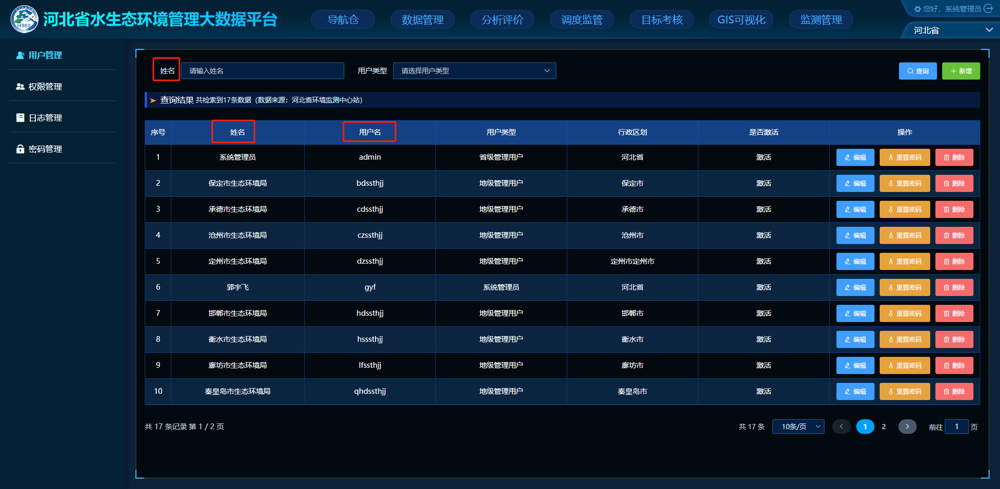 HBEE
河北省水生态环境管理大数据平台
导航仓 数据管理 分析评价 调度监管 目标考核 GIS可视化 监测管理
您好，系统管理员
河北省
用户管理
权限管理
日志管理
密码管理
姓名 请输入姓名 用户类型 请选择用户类型 查询 新增
查询结果 共检索到17条数据（数据来源：河北省环境监测中心站）
序号 姓名 用户名 用户类型 行政区划 是否激活 操作
1 系统管理员 admin 省级管理用户 河北省 激活 编辑 重置密码 删除
2 保定市生态环境局 bdssthjj 地级管理用户 保定市 激活 编辑 重置密码 删除
3 承德市生态环境局 cdssthjj 地级管理用户 承德市 激活 编辑 重置密码 删除
4 沧州市生态环境局 czssthjj 地级管理用户 沧州市 激活 编辑 重置密码 删除
5 定州市生态环境局 dzssthjj 地级管理用户 定州市定州市 激活 编辑 重置密码 删除
6 郭宇飞 gyf 系统管理员 河北省 激活 编辑 重置密码 删除
7 邯郸市生态环境局 hdssthjj 地级管理用户 邯郸市 激活 编辑 重置密码 删除
8 衡水市生态环境局 hsssthjj 地级管理用户 衡水市 激活 编辑 重置密码 删除
9 廊坊市生态环境局 lfssthjj 地级管理用户 廊坊市 激活 编辑 重置密码 删除
10 秦皇岛市生态环境局 qhdssthjj 地级管理用户 秦皇岛市 激活 编辑 重置密码 删除
共 17 条记录 第 1 / 2 页
共 17 条 10条/页 1 2 前往 1 页